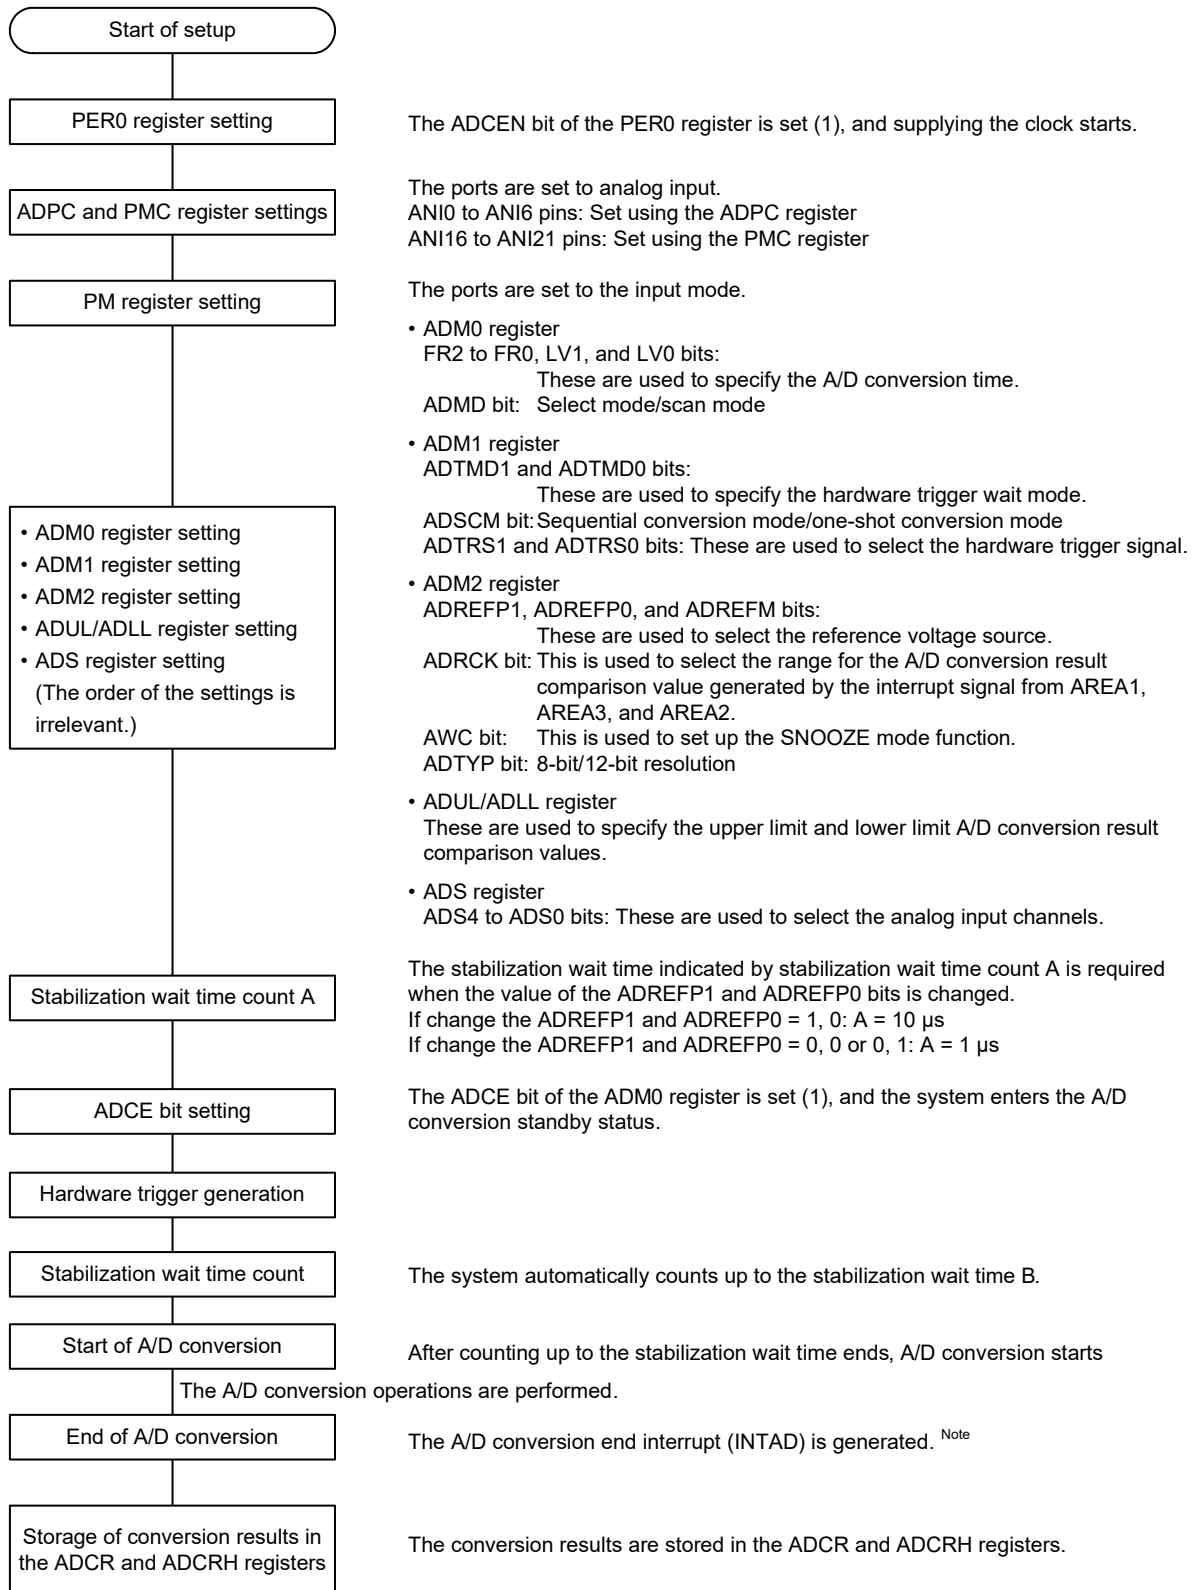 Start of setup
PER0 register setting
The ADCEN bit of the PER0 register is set (1), and supplying the clock starts.
ADPC and PMC register settings
The ports are set to analog input.
ANI0 to ANI6 pins: Set using the ADPC register
ANI16 to ANI21 pins: Set using the PMC register
PM register setting
The ports are set to the input mode.
• ADM0 register setting
• ADM1 register setting
• ADM2 register setting
• ADUL/ADLL register setting
• ADS register setting
(The order of the settings is
irrelevant.)
• ADM0 register
FR2 to FR0, LV1, and LV0 bits:
These are used to specify the A/D conversion time.
ADMD bit: Select mode/scan mode
• ADM1 register
ADTMD1 and ADTMD0 bits:
These are used to specify the hardware trigger wait mode.
ADSCM bit: Sequential conversion mode/one-shot conversion mode
ADTRS1 and ADTRS0 bits: These are used to select the hardware trigger signal.
• ADM2 register
ADREFP1, ADREFP0, and ADREFM bits:
These are used to select the reference voltage source.
ADRCK bit: This is used to select the range for the A/D conversion result
comparison value generated by the interrupt signal from AREA1,
AREA3, and AREA2.
AWC bit: This is used to set up the SNOOZE mode function.
ADTYP bit: 8-bit/12-bit resolution
• ADUL/ADLL register
These are used to specify the upper limit and lower limit A/D conversion result
comparison values.
• ADS register
ADS4 to ADS0 bits: These are used to select the analog input channels.
Stabilization wait time count A
The stabilization wait time indicated by stabilization wait time count A is required
when the value of the ADREFP1 and ADREFP0 bits is changed.
If change the ADREFP1 and ADREFP0 = 1, 0: A = 10 µs
If change the ADREFP1 and ADREFP0 = 0, 0 or 0, 1: A = 1 µs
ADCE bit setting
The ADCE bit of the ADM0 register is set (1), and the system enters the A/D
conversion standby status.
Hardware trigger generation
Stabilization wait time count
The system automatically counts up to the stabilization wait time B.
Start of A/D conversion
After counting up to the stabilization wait time ends, A/D conversion starts
The A/D conversion operations are performed.
End of A/D conversion
The A/D conversion end interrupt (INTAD) is generated. Note
Storage of conversion results in
the ADCR and ADCRH registers
The conversion results are stored in the ADCR and ADCRH registers.